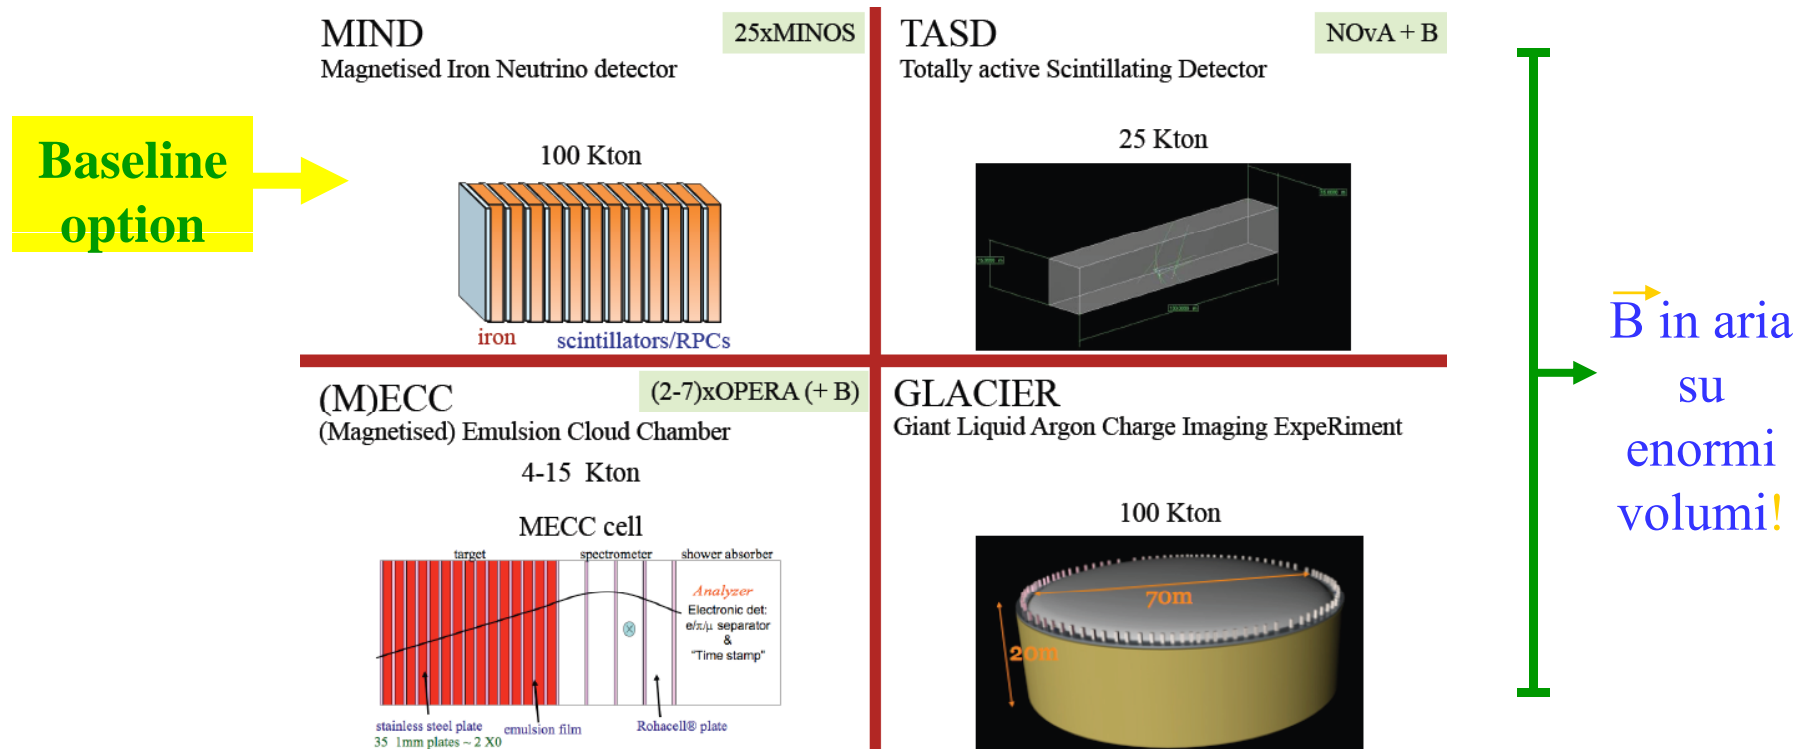 Baseline
option
MIND
25xMINOS
Magnetised Iron Neutrino detector
100 Kton
iron
scintillators/RPCs
TASD
NOvA + B
Totally active Scintillating Detector
25 Kton
(M)ECC
(2-7)xOPERA (+ B)
(Magnetised) Emulsion Cloud Chamber
4-15 Kton
MECC cell
target
spectrometer
shower absorber
Analyzer
Electronic det:
e/π/μ separator
&
"Time stamp"
stainless steel plate
emulsion film
Rohacell® plate
35 1mm plates ~ 2 X0
GLACIER
Giant Liquid Argon Charge Imaging ExpeRiment
100 Kton
70m
20m
B in aria
su
enormi
volumi!